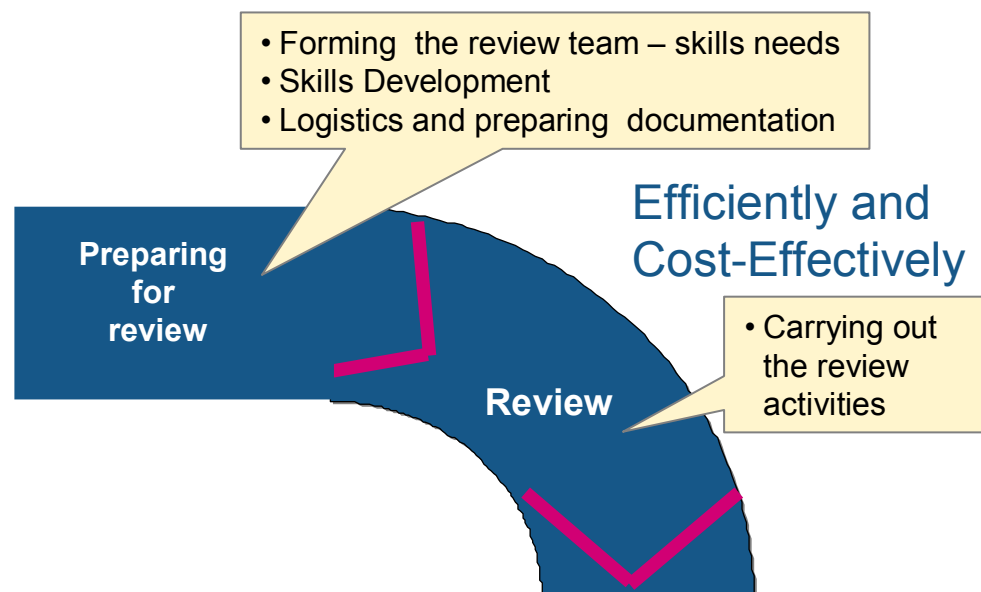 • Forming the review team – skills needs
• Skills Development
• Logistics and preparing documentation
Efficiently and
Cost-Effectively
Preparing
for
review
• Carrying out
the review
activities
Review